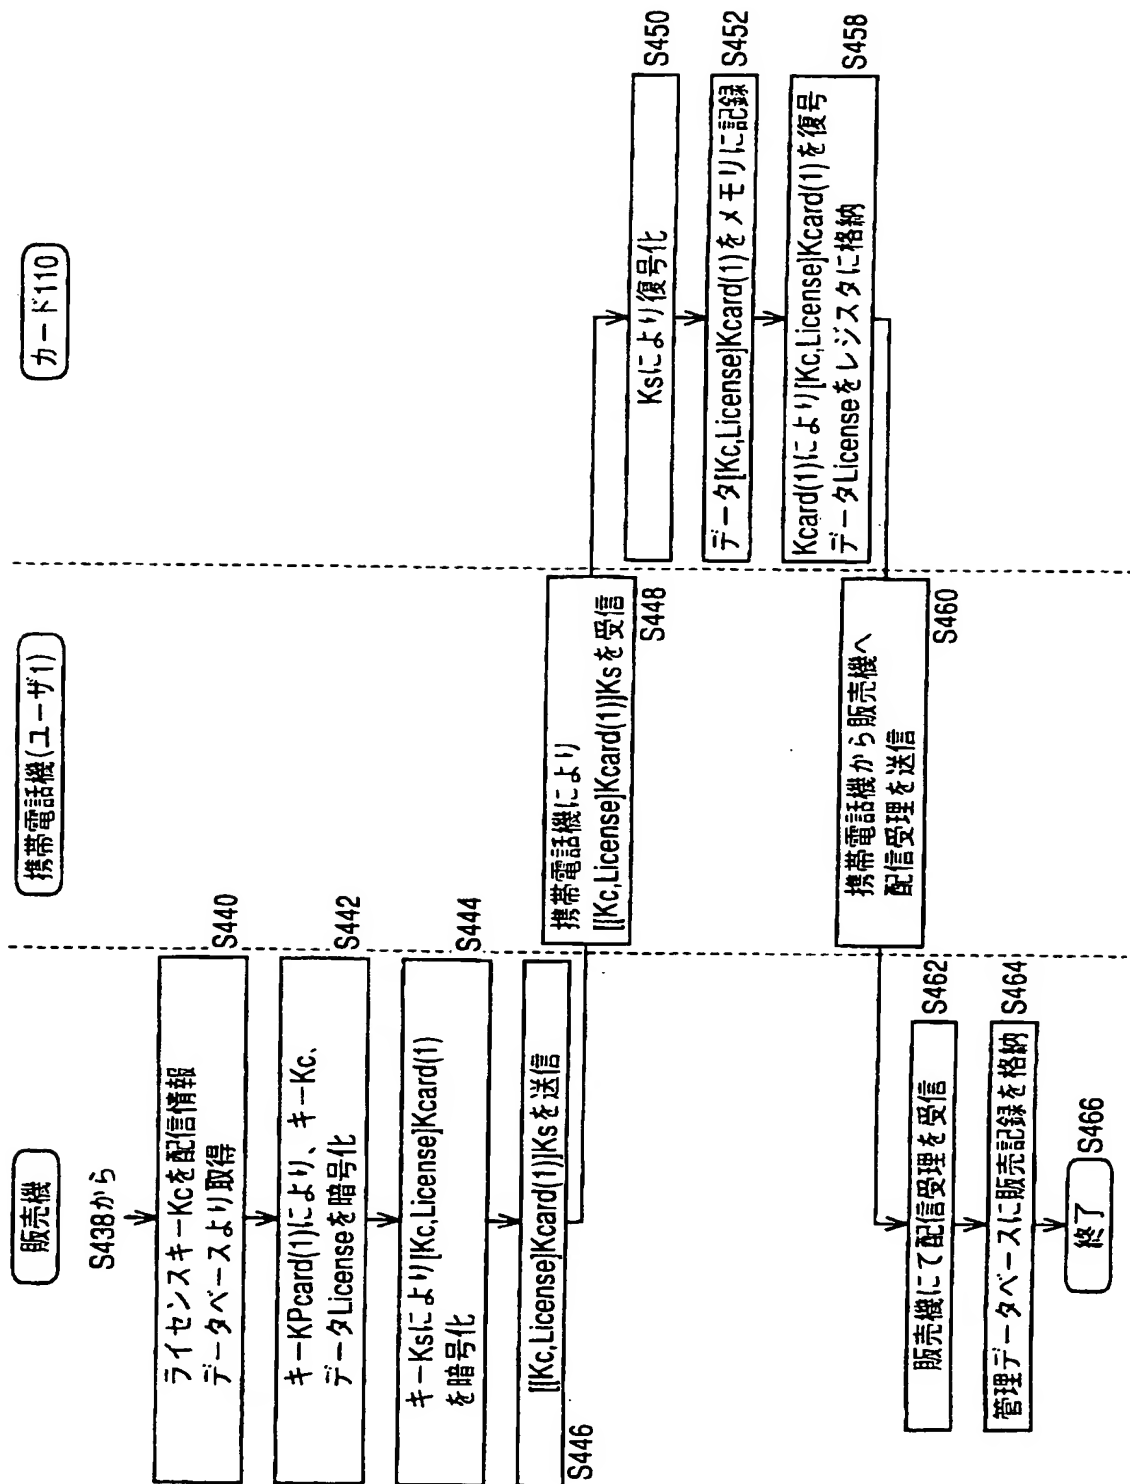 販売機
携帯電話機(ユーザ1)
カード110
S438から
ライセンスキーKcを配信情報
データベースより取得
S440
キーKPcard(1)により、キーKc、
データLicenseを暗号化
S442
キーKsにより[Kc,License]Kcard(1)
を暗号化
S444
[[Kc,License]Kcard(1)]Ksを送信
S446
携帯電話機により
[[Kc,License]Kcard(1)]Ksを受信
S448
Ksにより復号化
S450
データ[Kc,License]Kcard(1)をメモリに記録
S452
Kcard(1)により[Kc,License]Kcard(1)を復号
データLicenseをレジスタに格納
S458
携帯電話機から販売機へ
配信受理を送信
S460
販売機にて配信受理を受信
S462
管理データベースに販売記録を格納
S464
終了
S466